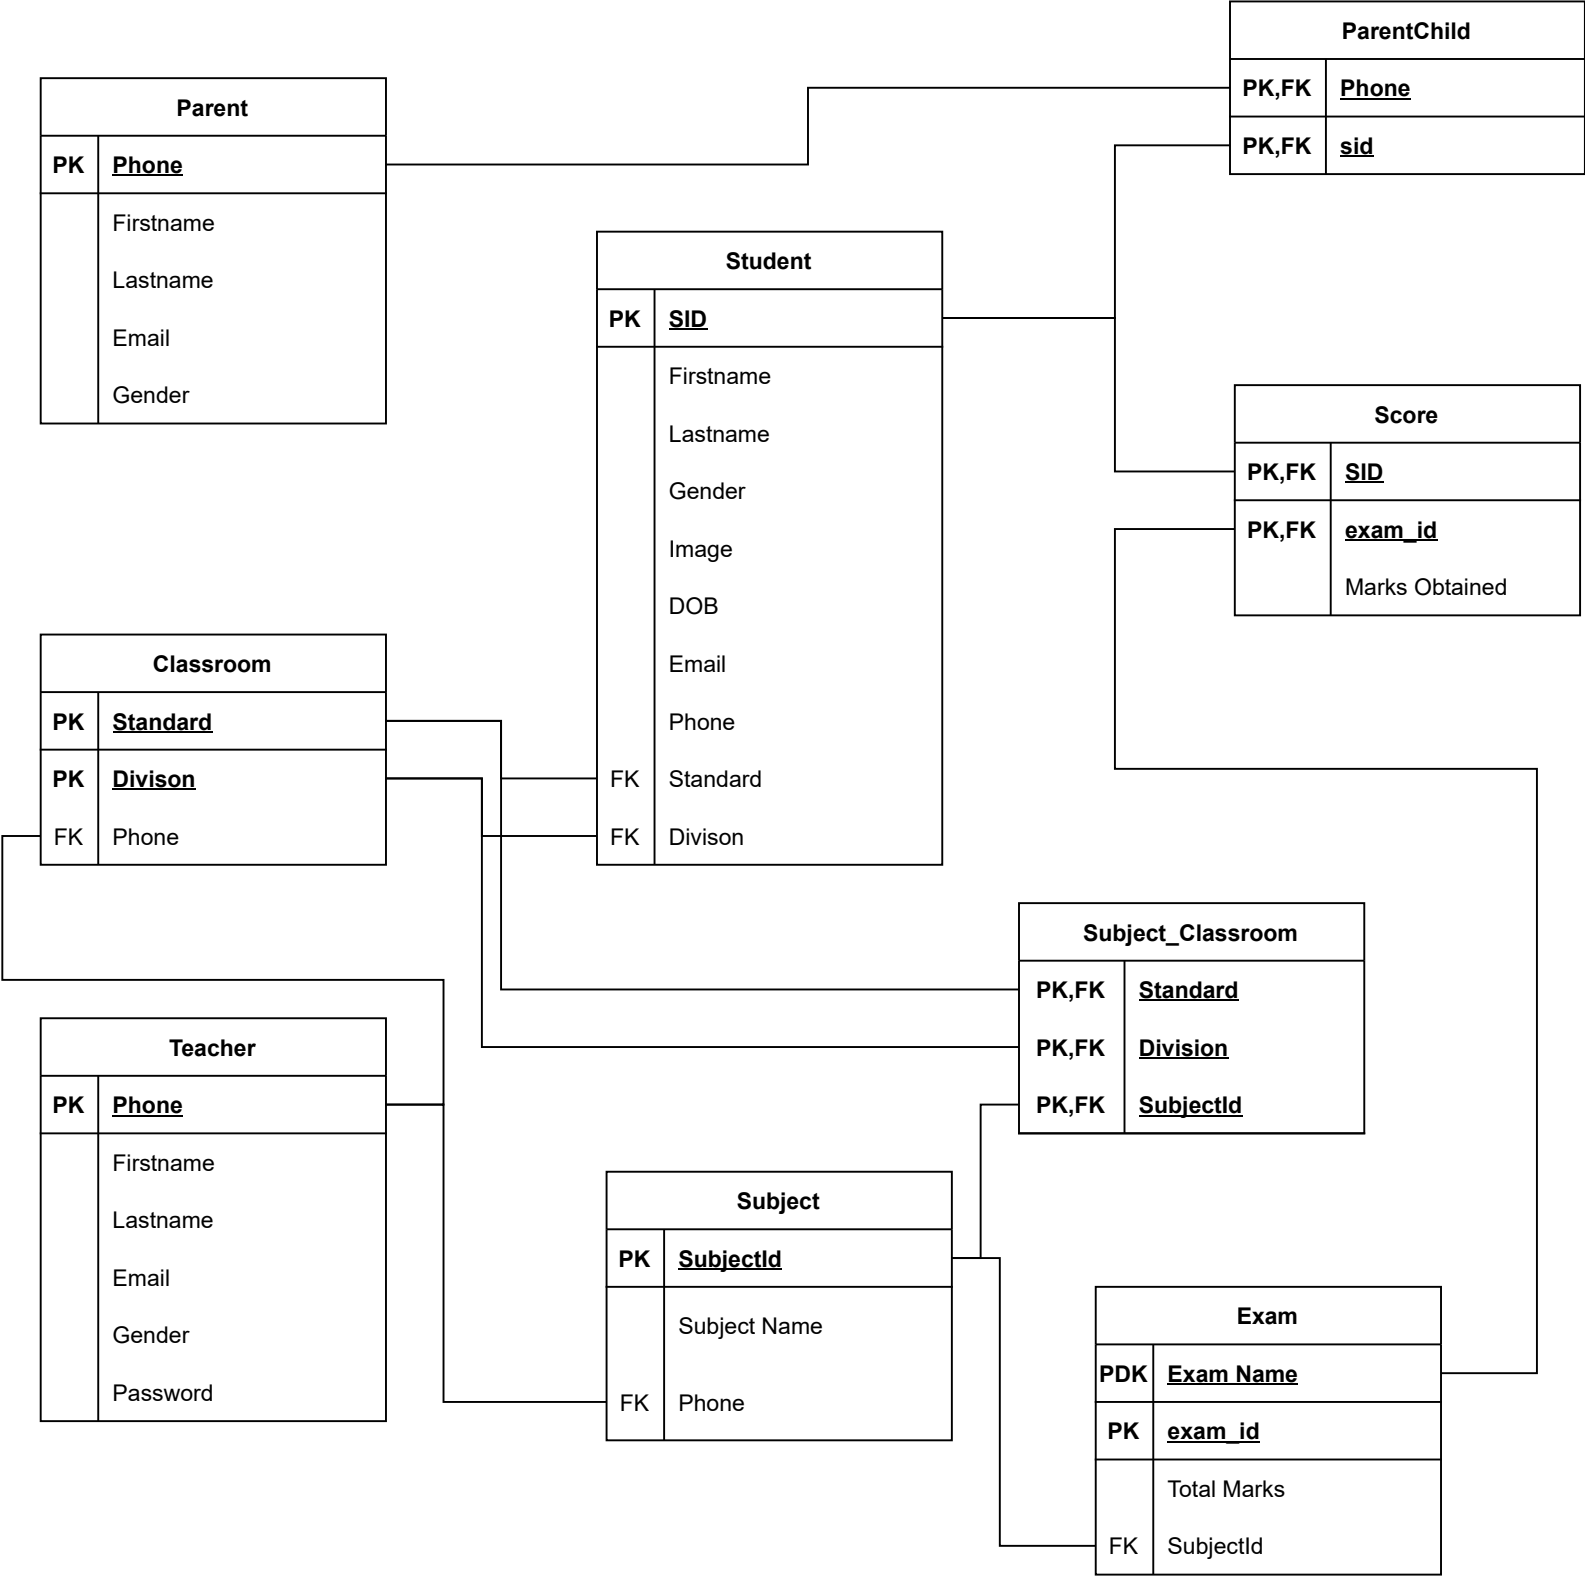 ParentChild
PK,FK Phone
PK,FK sid
Parent
PK Phone
Firstname
Lastname
Email
Gender
Student
PK SID
Firstname
Lastname
Gender
Image
DOB
Email
Phone
FK Standard
FK Divison
Score
PK,FK SID
PK,FK exam_id
Marks Obtained
Classroom
PK Standard
PK Divison
FK Phone
Subject_Classroom
PK,FK Standard
PK,FK Division
PK,FK SubjectId
Teacher
PK Phone
Firstname
Lastname
Email
Gender
Password
Subject
PK SubjectId
Subject Name
FK Phone
Exam
PDK Exam Name
PK exam_id
Total Marks
FK SubjectId